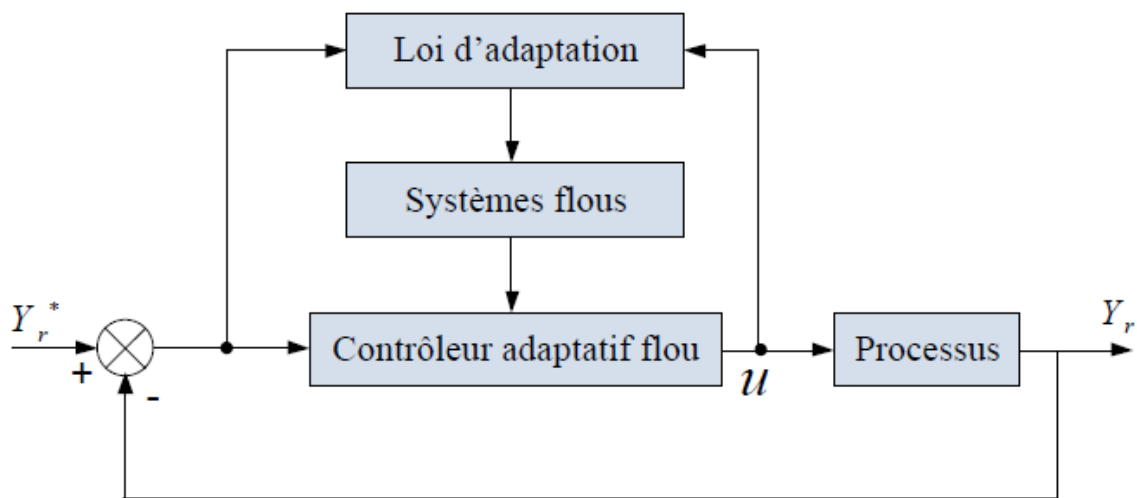 Loi d’adaptation
Systèmes flous
Y_r^*
+
-
Contrôleur adaptatif flou
u
Processus
Y_r